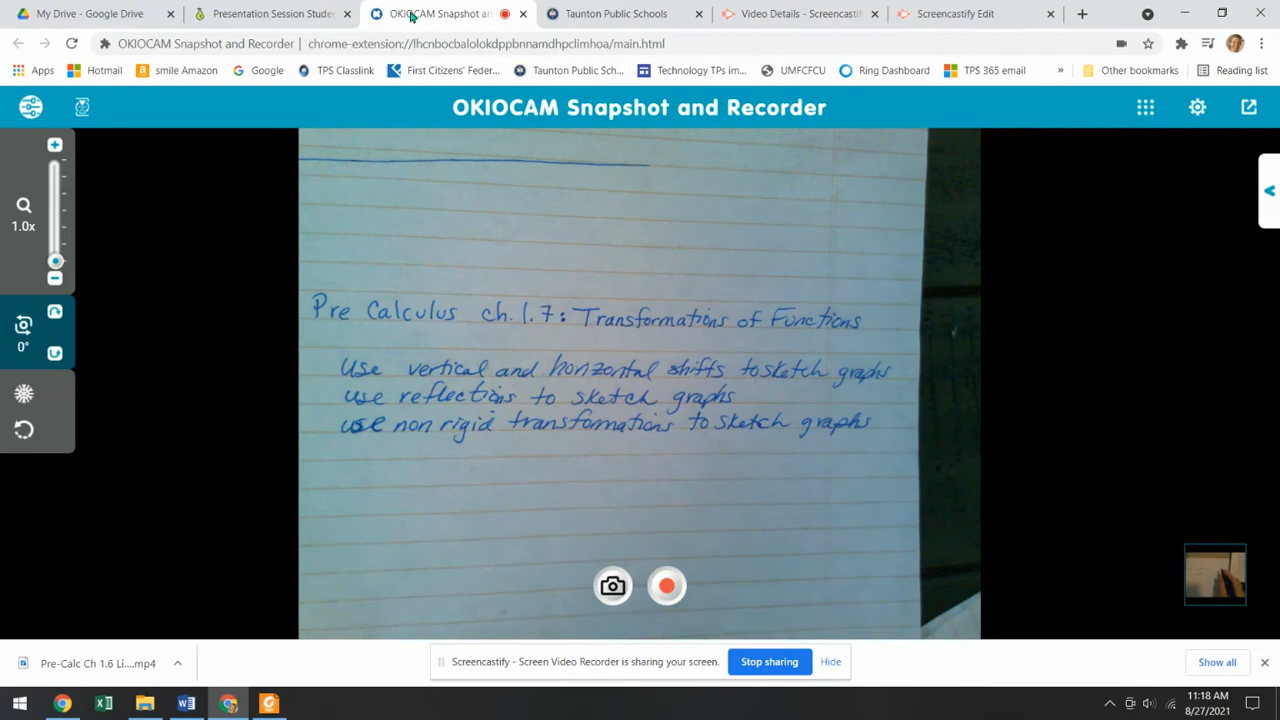 My Drive - Google Drive
Presentation Session Stude
OKIOCAM Snapshot an
Taunton Public Schools
Video Details - Screencastif
Screencastify Edit
OKIOCAM Snapshot and Recorder | chrome-extension://lhcnbocbalolpkdppbnnamdhpclimhoa/main.html
Apps Hotmail smile Amazon Google TPS Classlink First Citizens' Feder... Taunton Public Sch... Technology TPs im... UMFCFCU Ring Dashboard TPS 365 email » Other bookmarks Reading list
OKIOCAM Snapshot and Recorder
1.0x
0°
Pre Calculus ch. 1.7: Transformations of Functions
Use vertical and horizontal shifts to sketch graphs
use reflections to sketch graphs
use non rigid transformations to sketch graphs
Pre-Calc Ch 1.6 Li....mp4
Screencastify - Screen Video Recorder is sharing your screen.
Stop sharing
Hide
Show all
11:18 AM
8/27/2021